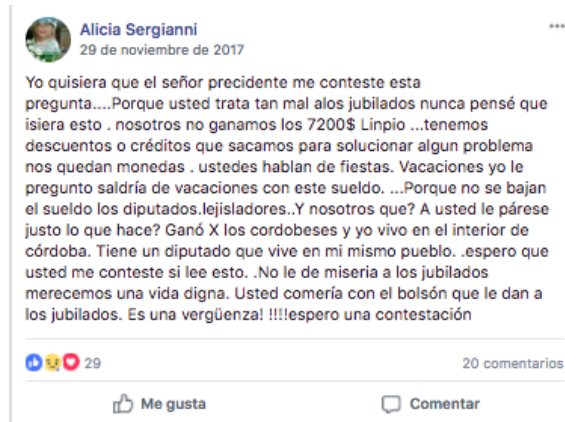 Alicia Sergianni
29 de noviembre de 2017
Yo quisiera que el señor precidente me conteste esta
pregunta....Porque usted trata tan mal alos jubilados nunca pensé que
isiera esto . nosotros no ganamos los 7200$ Linpio ...tenemos
descuentos o créditos que sacamos para solucionar algun problema
nos quedan monedas . ustedes hablan de fiestas. Vacaciones yo le
pregunto saldría de vacaciones con este sueldo. ...Porque no se bajan
el sueldo los diputados.lejisladores..Y nosotros que? A usted le párese
justo lo que hace? Ganó X los cordobeses y yo vivo en el interior de
córdoba. Tiene un diputado que vive en mi mismo pueblo. .espero que
usted me conteste si lee esto. .No le de miseria a los jubilados
merecemos una vida digna. Usted comería con el bolsón que le dan a
los jubilados. Es una vergüenza! !!!!espero una contestación
29
20 comentarios
Me gusta
Comentar